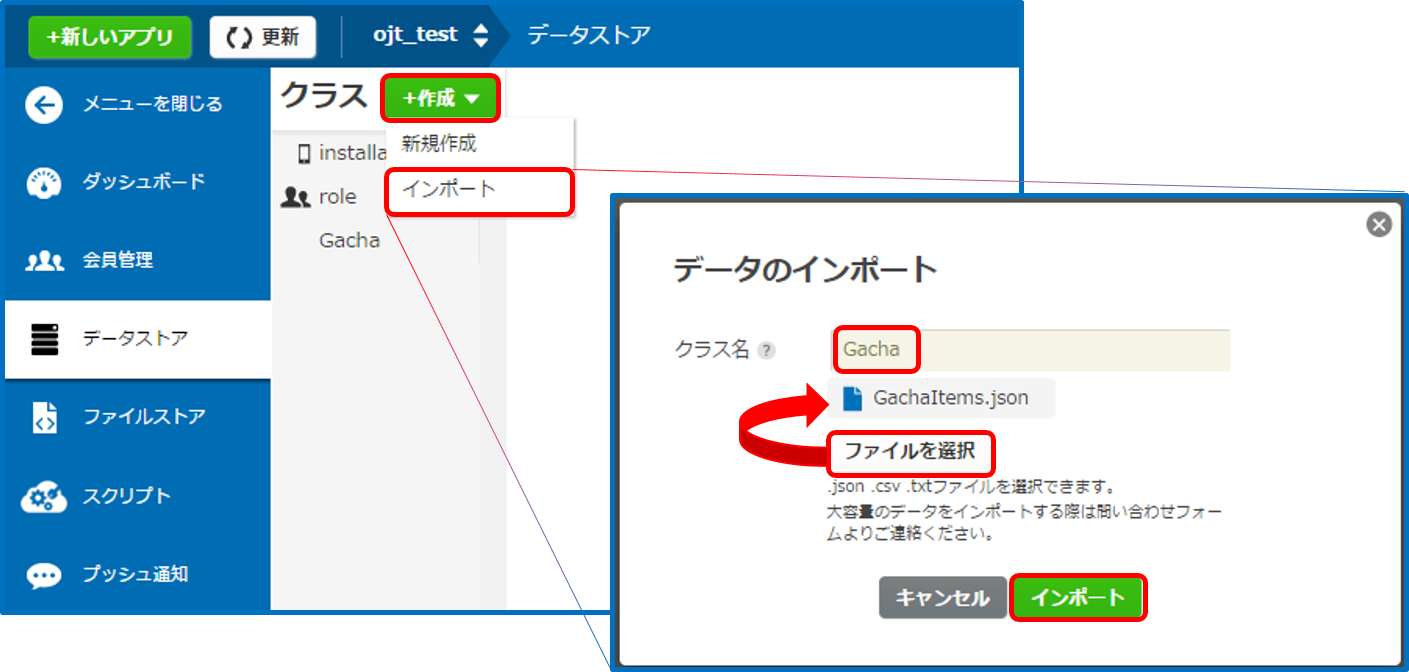 +新しいアプリ
更新
ojt_test
データストア
メニューを閉じる
ダッシュボード
会員管理
データストア
ファイルストア
スクリプト
プッシュ通知
クラス
+作成
新規作成
インポート
installa
role
Gacha
データのインポート
クラス名 ?
Gacha
GachaItems.json
ファイルを選択
.json .csv .txtファイルを選択できます。
大容量のデータをインポートする際は問い合わせフォー
ムよりご連絡ください。
キャンセル
インポート